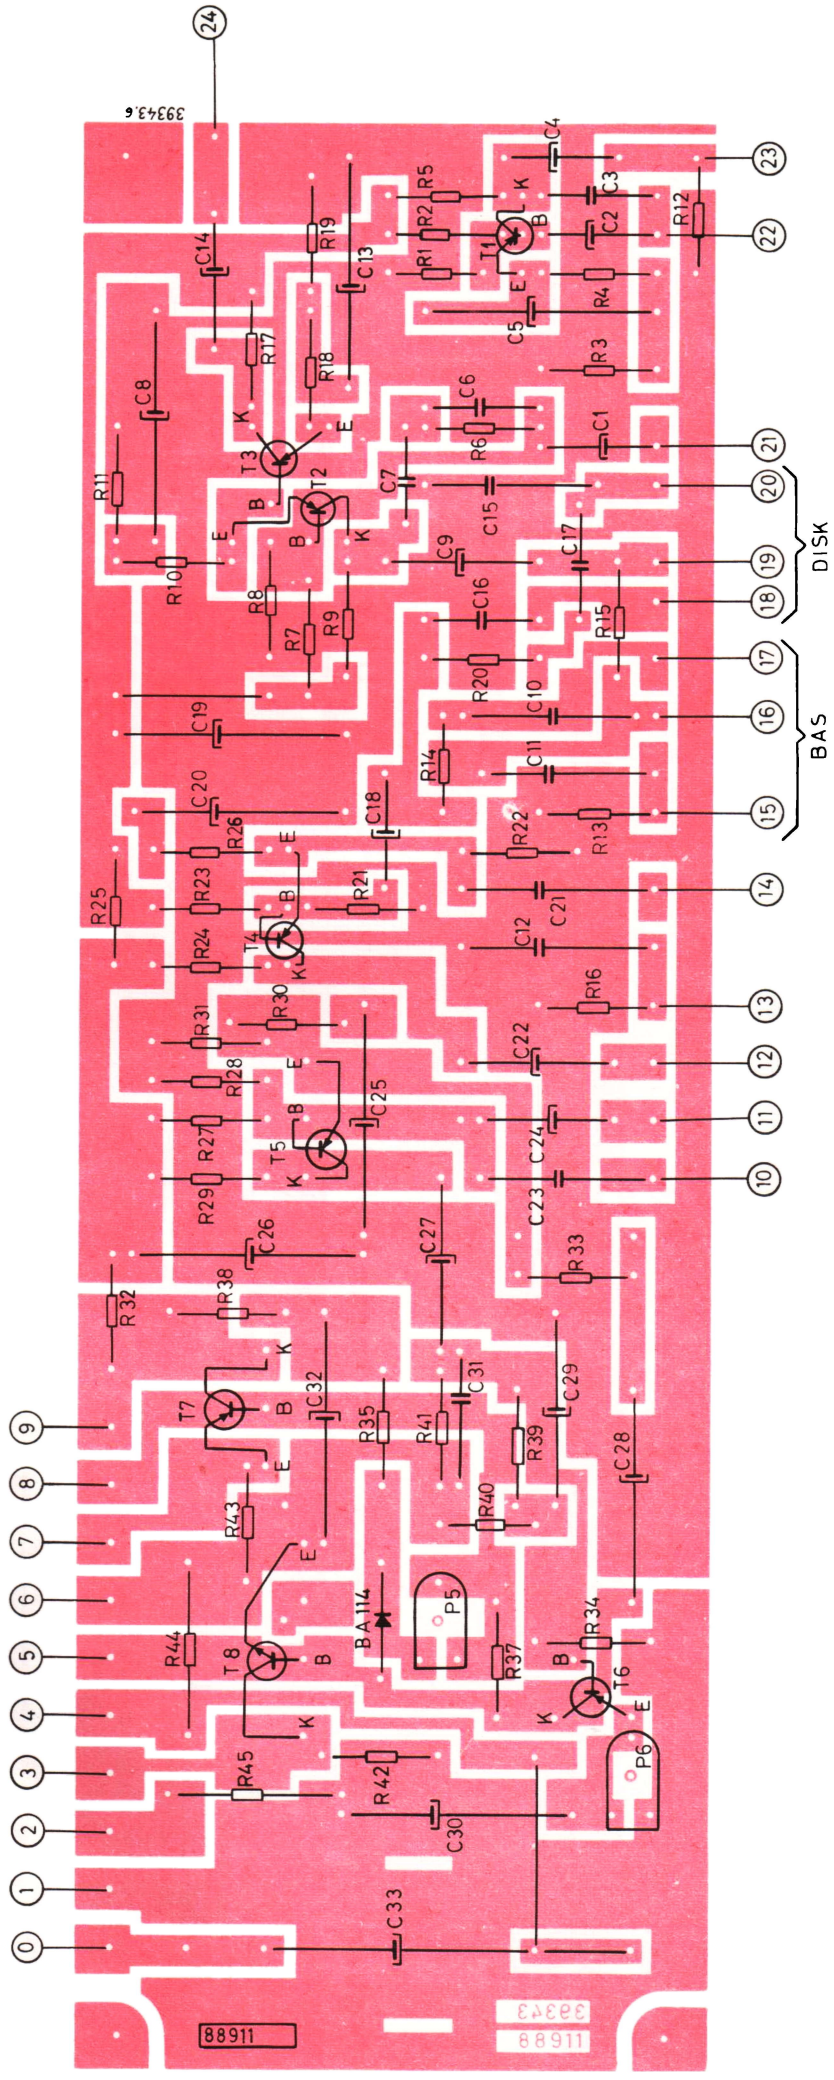 24
39343.6
C14
C4
23
R5
K
C3
R12
R2
B
C2
22
R19
C13
R1
T1
E
R4
C5
R17
R18
R3
C8
K
E
C6
R6
C1
21
R11
T3
B
T2
C7
C15
20
E
B
K
R10
C9
C17
19
DISK
R8
R7
R9
C16
R15
18
R20
17
C19
C10
16
BAS
R14
C11
C20
C18
R13
15
R26
E
R22
R25
R23
B
R21
C21
14
T4
R24
K
C12
R30
R16
13
R31
E
C22
12
R28
R27
B
C25
C24
11
T5
R29
K
C23
10
C26
C27
R33
R32
R38
K
C32
C31
C29
T7
B
R35
R41
9
E
R39
C28
8
R43
R40
7
E
6
R44
BA114
P5
R34
5
T8
B
R37
B
T6
4
K
K
E
3
R45
R42
P6
2
C30
1
0
C33
88911
39343
88911